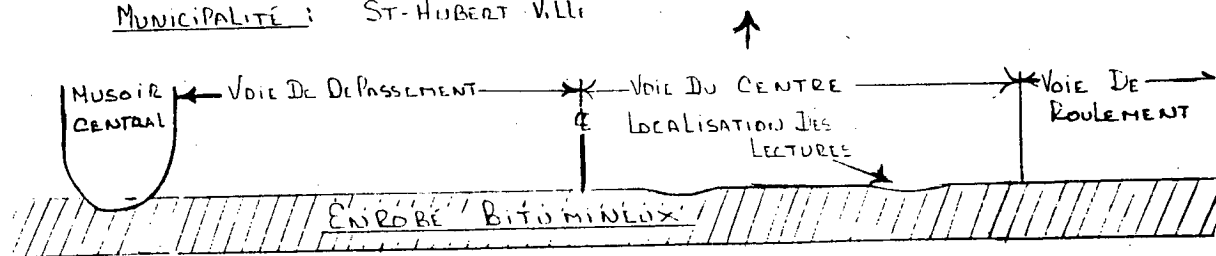 MUNICIPALITÉ : ST-HUBERT VILLE
MUSOIR CENTRAL
VOIE DE DEPASSEMENT
VOIE DU CENTRE
VOIE DE ROULEMENT
LOCALISATION DES LECTURES
ENROBÉ BITUMINEUX